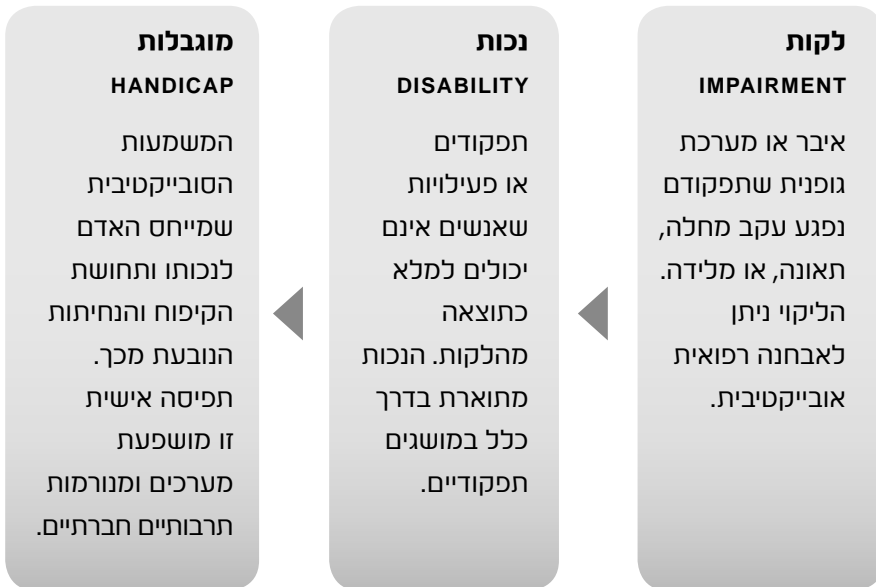 לקות
IMPAIRMENT
איבר או מערכת
גופנית שתפקודם
נפגע עקב מחלה,
תאונה, או מלידה.
הליקוי ניתן
לאבחנה רפואית
אובייקטיבית.
נכות
DISABILITY
תפקודים
או פעילויות
שאנשים אינם
יכולים למלא
כתוצאה
מהלקות. הנכות
מתוארת בדרך
כלל במושגים
תפקודיים.
מוגבלות
HANDICAP
המשמעות
הסובייקטיבית
שמייחס האדם
לנכותו ותחושת
הקיפוח והנחיתות
הנובעת מכך.
תפיסה אישית
זו מושפעת
מערכים ומנורמות
תרבותיים חברתיים.